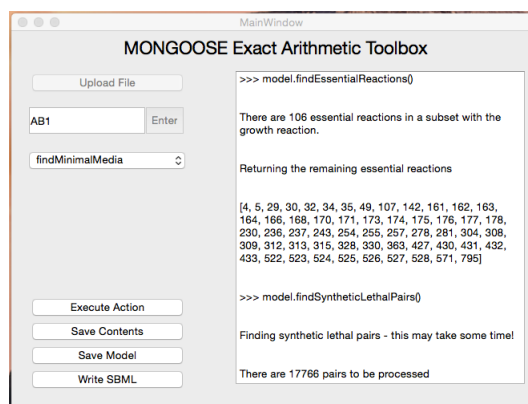 MainWindow
MONGOOSE Exact Arithmetic Toolbox
Upload File
AB1
Enter
findMinimalMedia
Execute Action
Save Contents
Save Model
Write SBML
>>> model.findEssentialReactions()
There are 106 essential reactions in a subset with the
growth reaction.
Returning the remaining essential reactions
[4, 5, 29, 30, 32, 34, 35, 49, 107, 142, 161, 162, 163,
164, 166, 168, 170, 171, 173, 174, 175, 176, 177, 178,
230, 236, 237, 243, 254, 255, 257, 278, 281, 304, 308,
309, 312, 313, 315, 328, 330, 363, 427, 430, 431, 432,
433, 522, 523, 524, 525, 526, 527, 528, 571, 795]
>>> model.findSyntheticLethalPairs()
Finding synthetic lethal pairs - this may take some time!
There are 17766 pairs to be processed